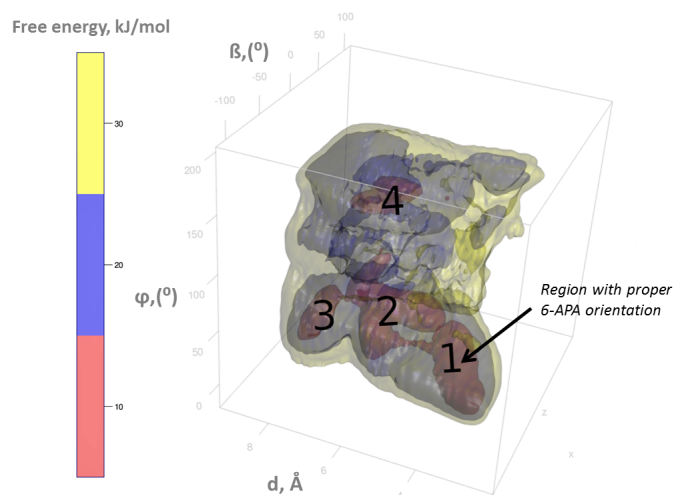 Free energy, kJ/mol
30
20
10
ß,(º)
100
50
0
-50
-100
200
150
100
50
0
φ,(º)
4
3
2
1
Region with proper
6-APA orientation
z
x
8
6
4
d, Å